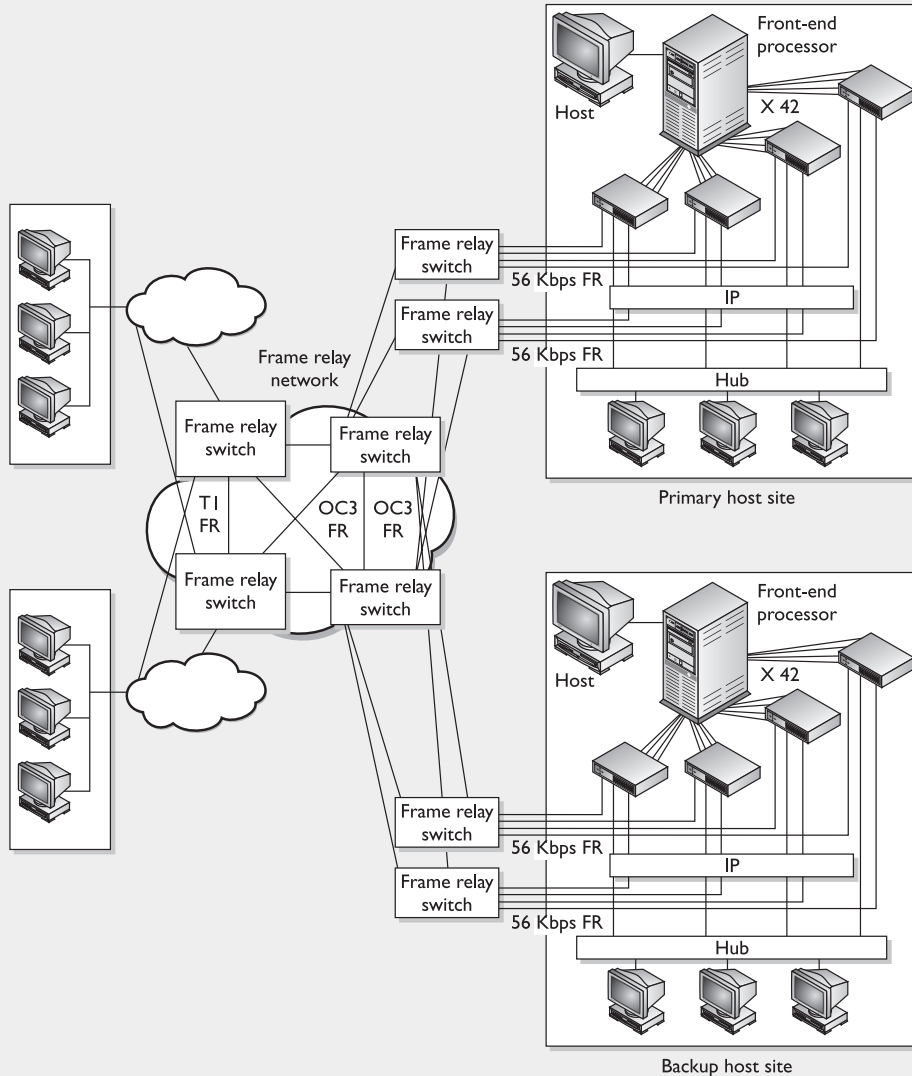 Front-end
processor
Host
X 42
Frame relay
switch
56 Kbps FR
IP
Frame relay
switch
56 Kbps FR
Frame relay
network
Hub
Frame relay
switch
Frame relay
switch
Primary host site
T1
FR
OC3
FR
OC3
FR
Frame relay
switch
Frame relay
switch
Front-end
processor
Host
X 42
Frame relay
switch
56 Kbps FR
IP
Frame relay
switch
56 Kbps FR
Hub
Backup host site